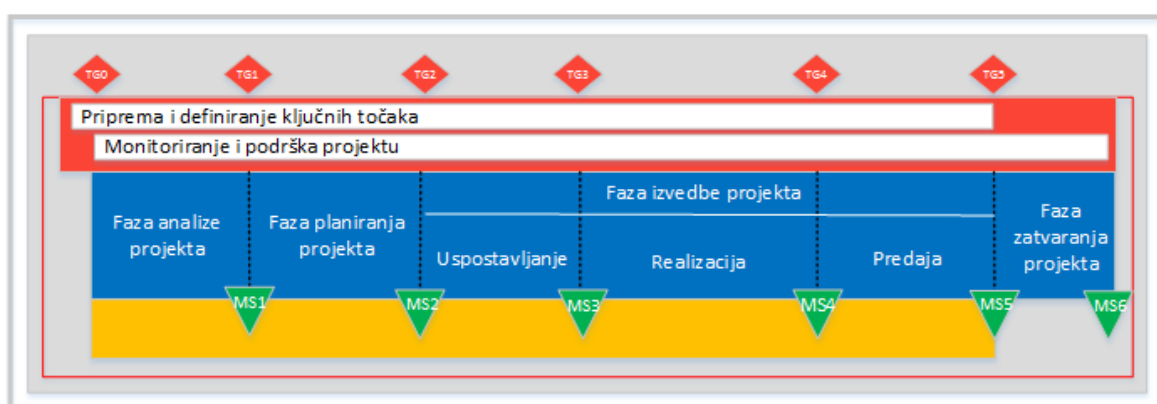 TG0 TG1 TG2 TG3 TG4 TG5
Priprema i definiranje ključnih točaka
Monitoriranje i podrška projektu
Faza analize
projekta
Faza planiranja
projekta
Faza izvedbe projekta
Uspostavljanje
Realizacija
Predaja
Faza
zatvaranja
projekta
MS1 MS2 MS3 MS4 MS5 MS6